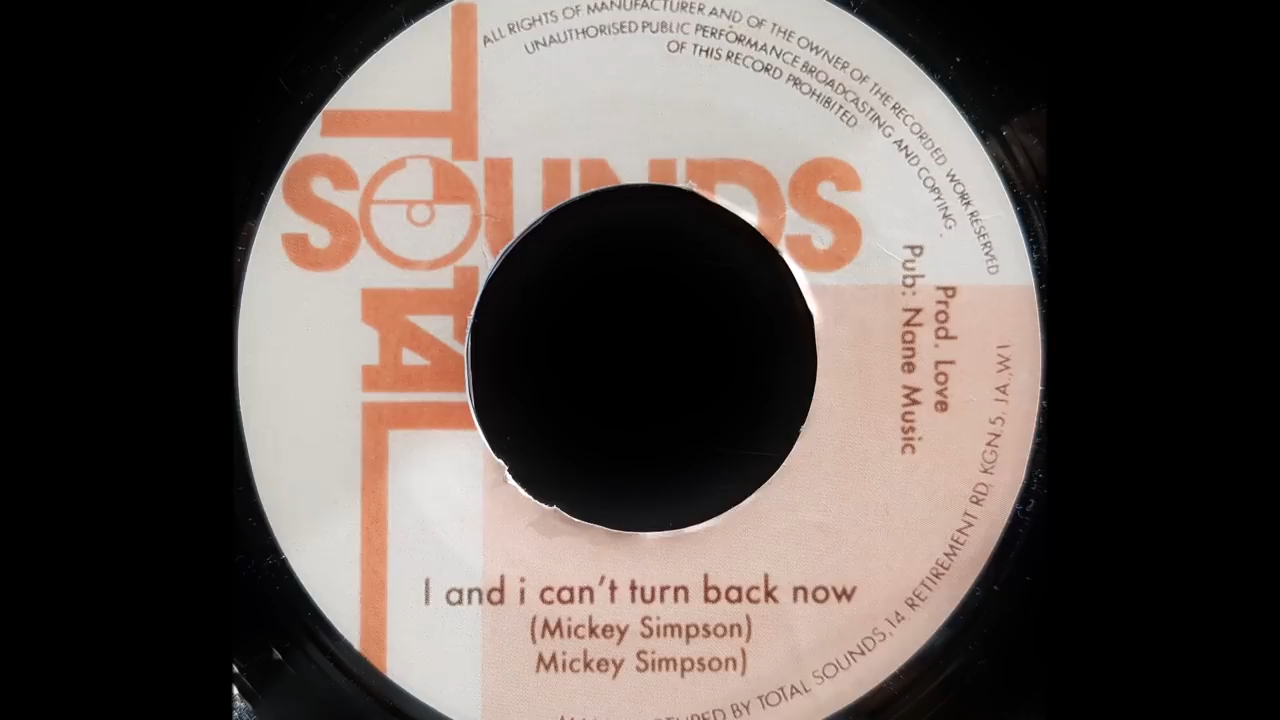 ALL RIGHTS OF MANUFACTURER AND OF THE OWNER OF THE RECORDED WORK RESERVED
UNAUTHORISED PUBLIC PERFORMANCE BROADCASTING AND COPYING
OF THIS RECORD PROHIBITED
TOTAL
SOUNDS
Prod. Love
Pub: Nane Music
I and i can't turn back now
(Mickey Simpson)
Mickey Simpson)
MANUFACTURED BY TOTAL SOUNDS, 14. RETIREMENT RD, KGN 5. JA, W.I